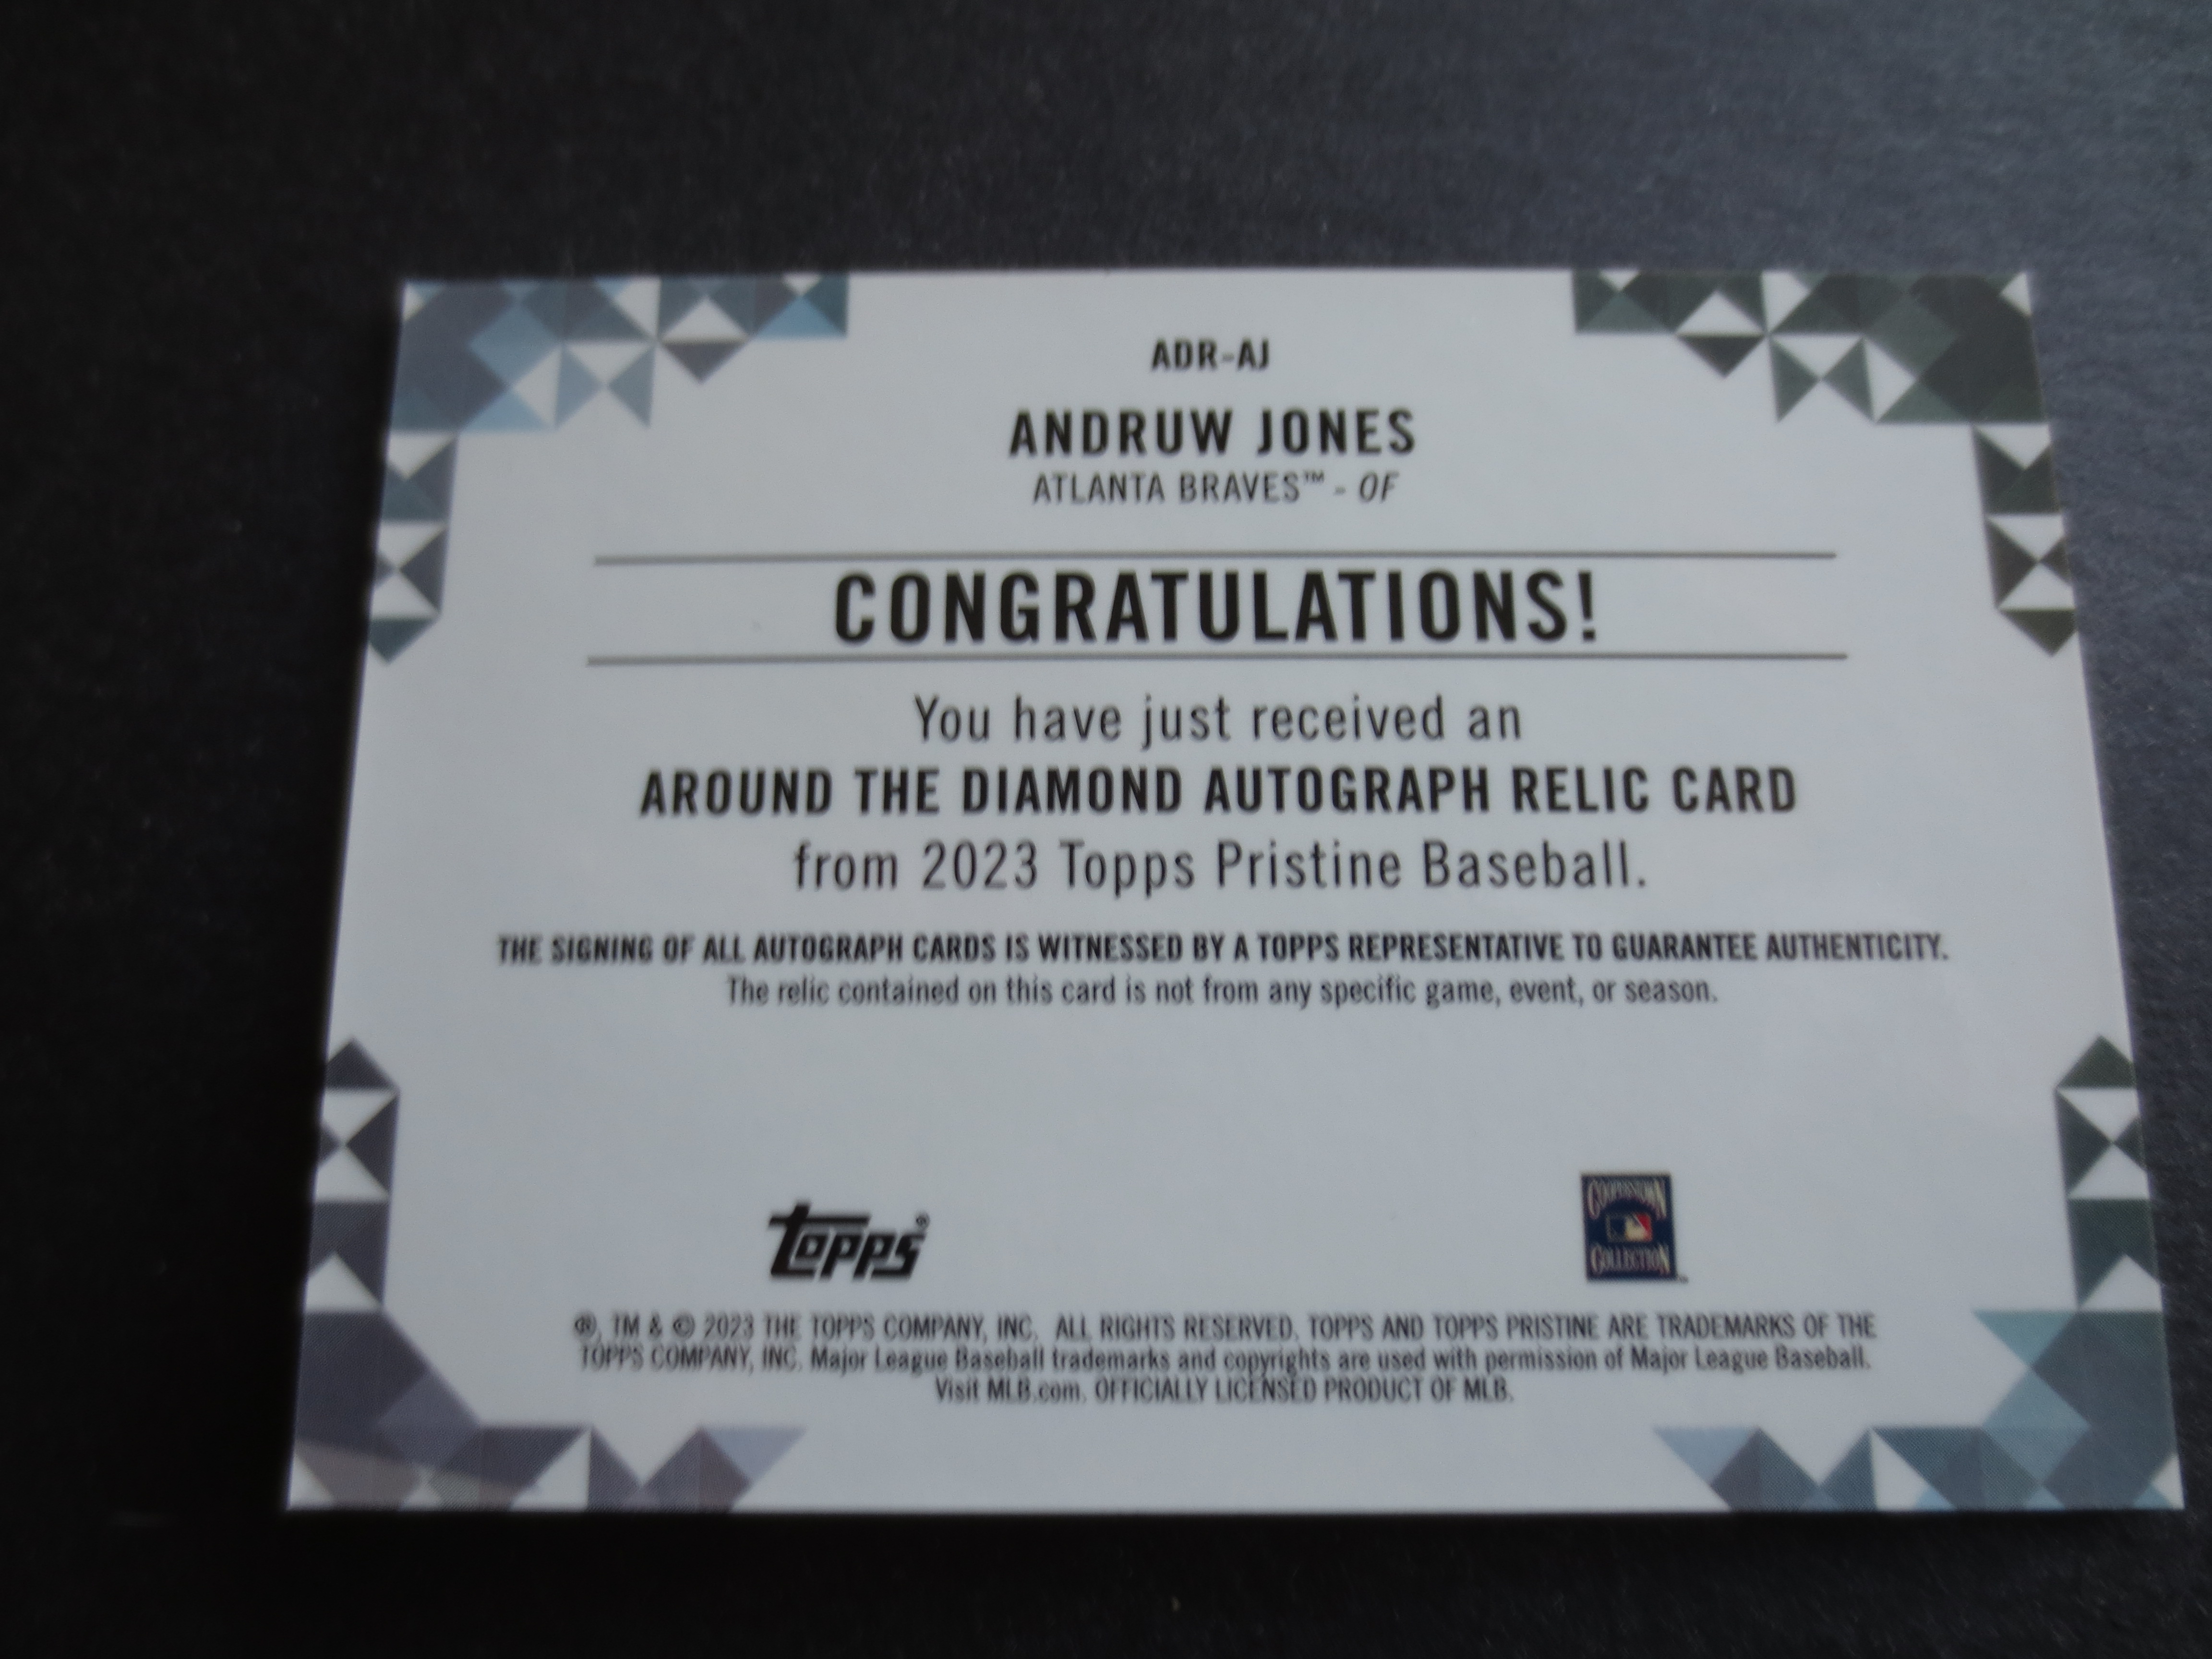 ADR-AJ
ANDRUW JONES
ATLANTA BRAVES™ - OF
CONGRATULATIONS!
You have just received an
AROUND THE DIAMOND AUTOGRAPH RELIC CARD
from 2023 Topps Pristine Baseball.
THE SIGNING OF ALL AUTOGRAPH CARDS IS WITNESSED BY A TOPPS REPRESENTATIVE TO GUARANTEE AUTHENTICITY.
The relic contained on this card is not from any specific game, event, or season.
topps®
COOPERSTOWN
COLLECTION™
®, TM & © 2023 THE TOPPS COMPANY, INC. ALL RIGHTS RESERVED. TOPPS AND TOPPS PRISTINE ARE TRADEMARKS OF THE
TOPPS COMPANY, INC. Major League Baseball trademarks and copyrights are used with permission of Major League Baseball.
Visit MLB.com. OFFICIALLY LICENSED PRODUCT OF MLB.